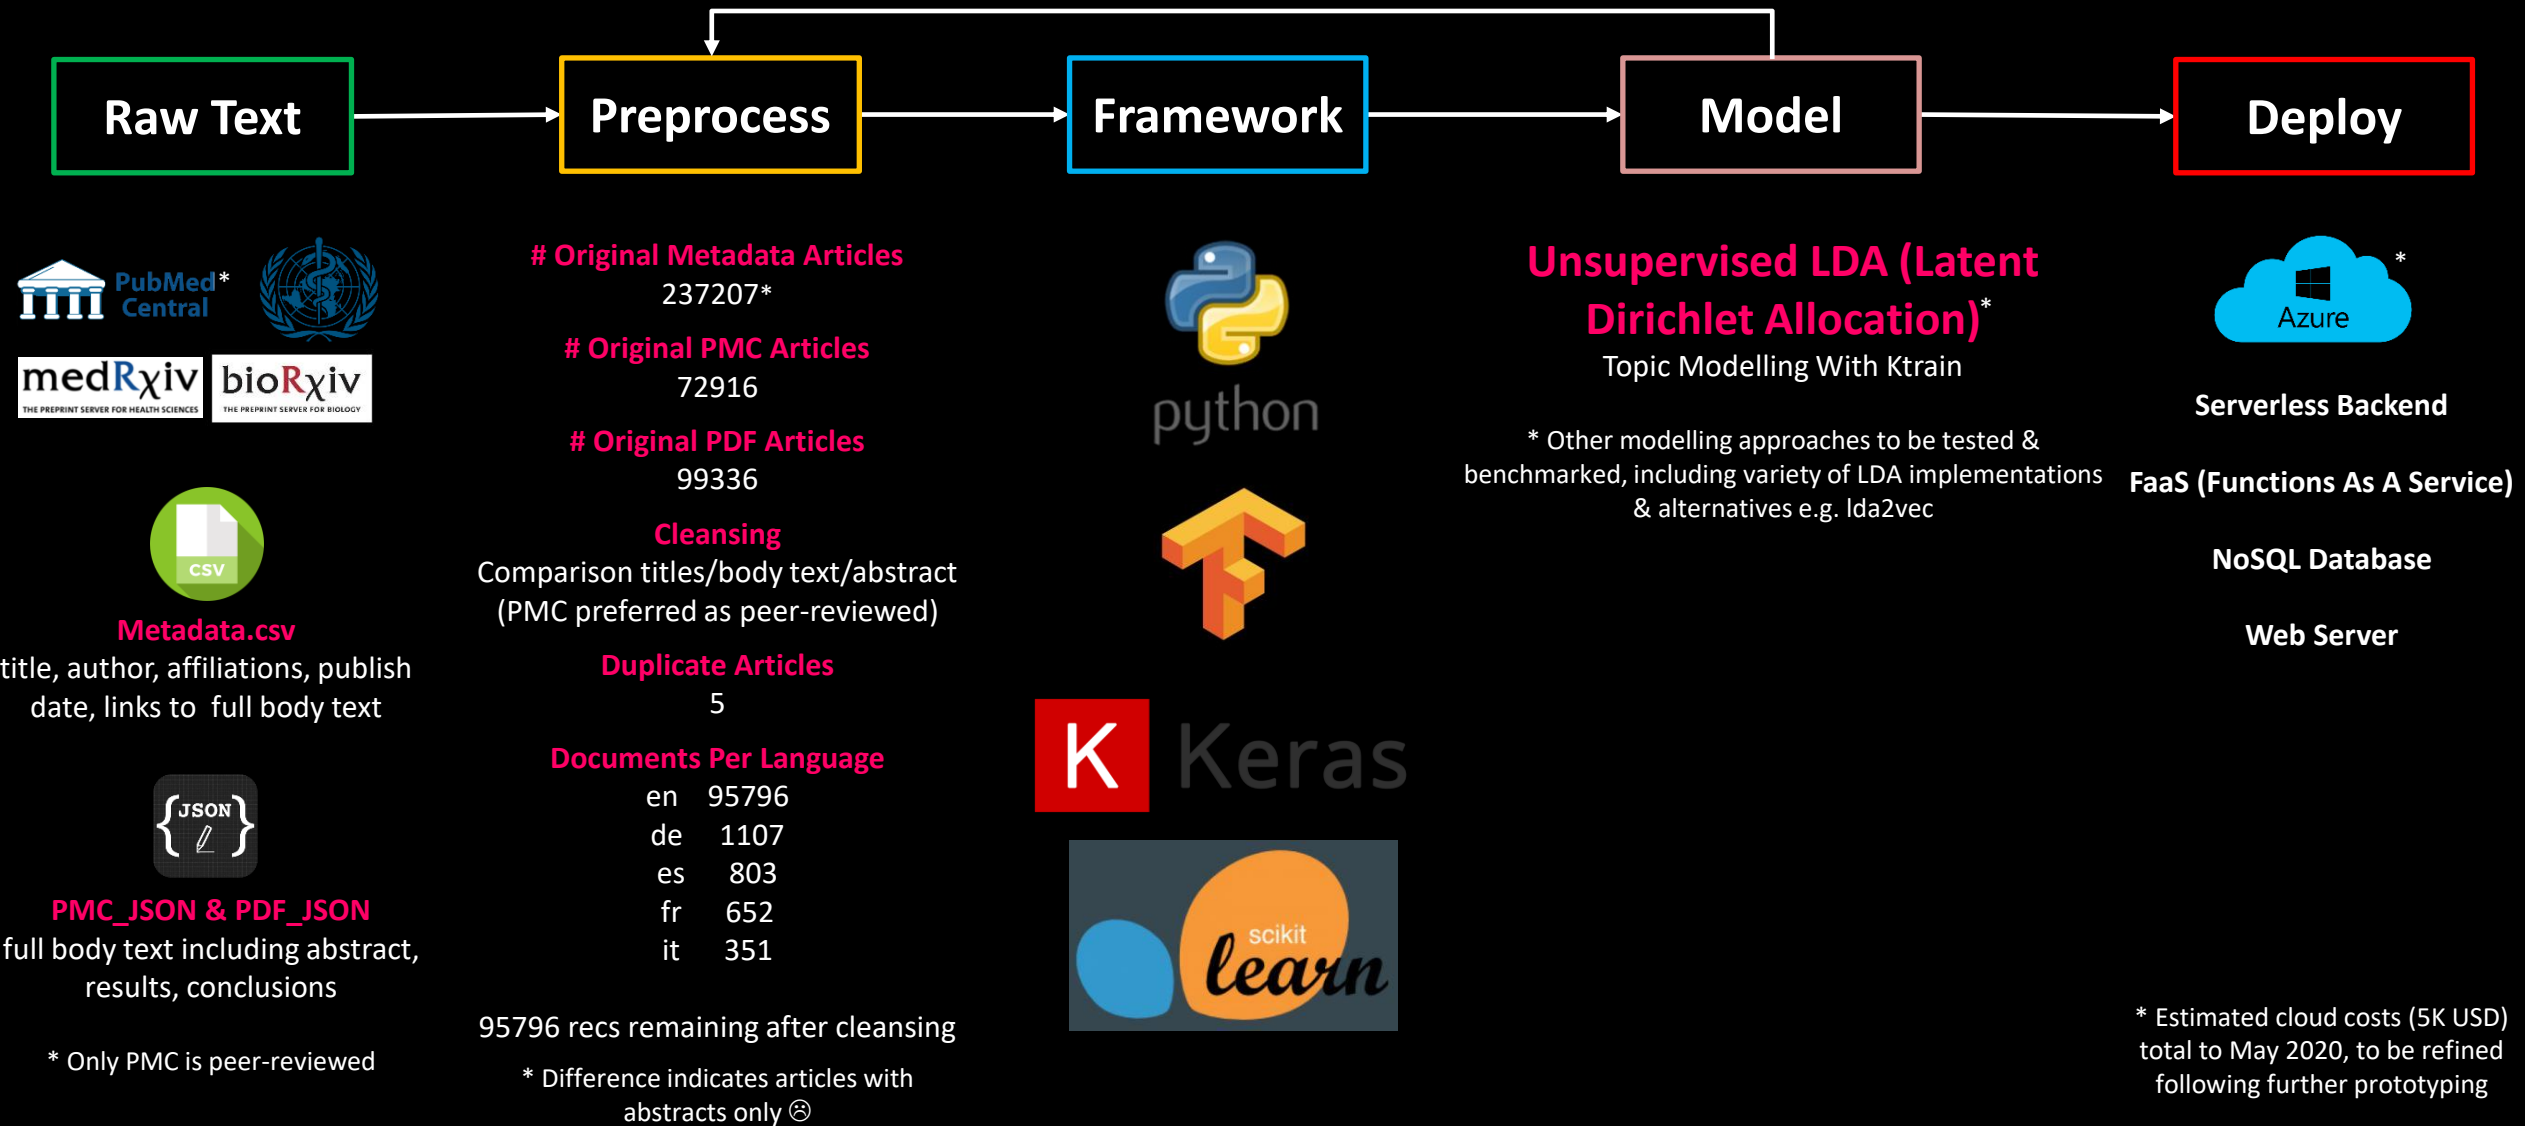 Raw Text
Preprocess
Framework
Model
Deploy
PubMed*
Central
medRxiv
THE PREPRINT SERVER FOR HEALTH SCIENCES
bioRxiv
THE PREPRINT SERVER FOR BIOLOGY
CSV
Metadata.csv
title, author, affiliations, publish
date, links to full body text
JSON
PMC_JSON & PDF_JSON
full body text including abstract,
results, conclusions
* Only PMC is peer-reviewed
# Original Metadata Articles
237207*
# Original PMC Articles
72916
# Original PDF Articles
99336
Cleansing
Comparison titles/body text/abstract
(PMC preferred as peer-reviewed)
Duplicate Articles
5
Documents Per Language
en 95796
de 1107
es 803
fr 652
it 351
95796 recs remaining after cleansing
* Difference indicates articles with
abstracts only ☹
python
K Keras
scikit
learn
Unsupervised LDA (Latent
Dirichlet Allocation)*
Topic Modelling With Ktrain
* Other modelling approaches to be tested &
benchmarked, including variety of LDA implementations
& alternatives e.g. lda2vec
*
Azure
Serverless Backend
FaaS (Functions As A Service)
NoSQL Database
Web Server
* Estimated cloud costs (5K USD)
total to May 2020, to be refined
following further prototyping